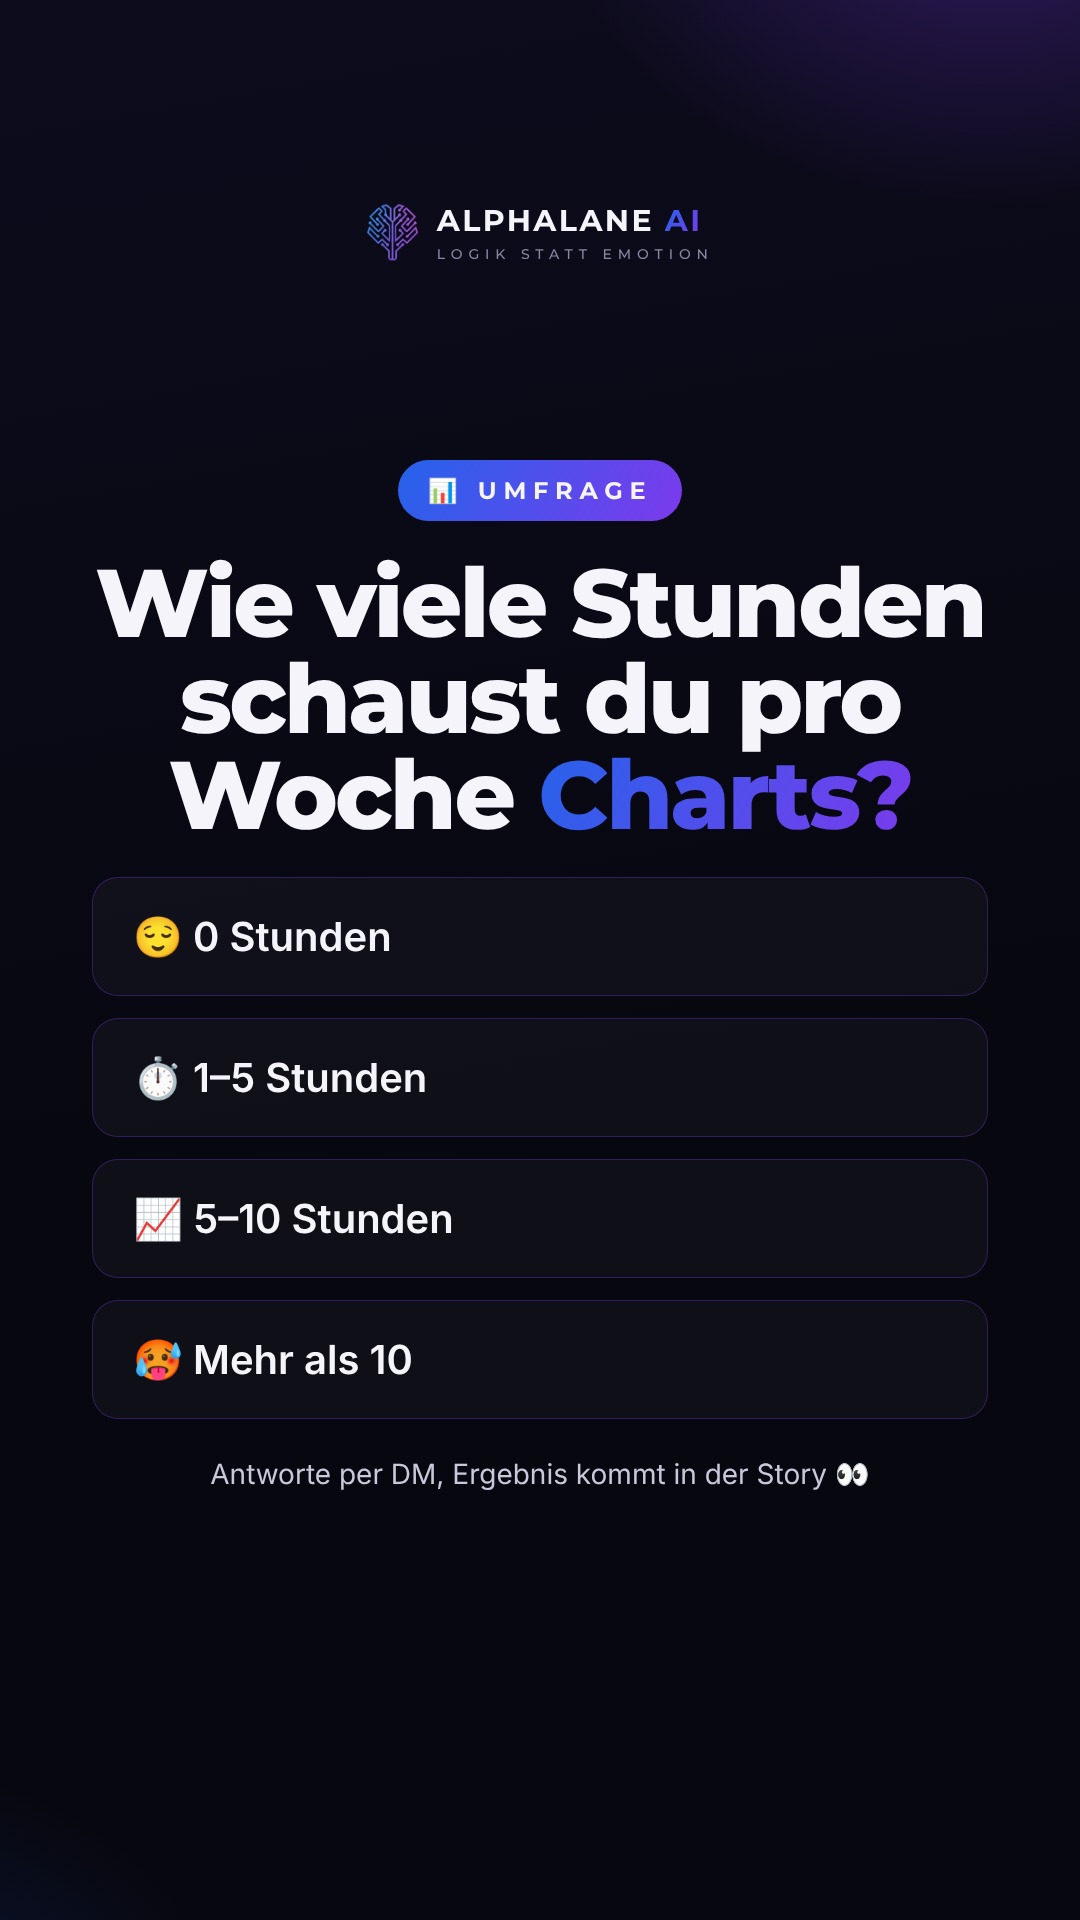 ALPHALANE AI
LOGIK STATT EMOTION
📊 UMFRAGE
Wie viele Stunden
schaust du pro
Woche Charts?
😌 0 Stunden
⏱️ 1–5 Stunden
📈 5–10 Stunden
🥵 Mehr als 10
Antworte per DM, Ergebnis kommt in der Story 👀